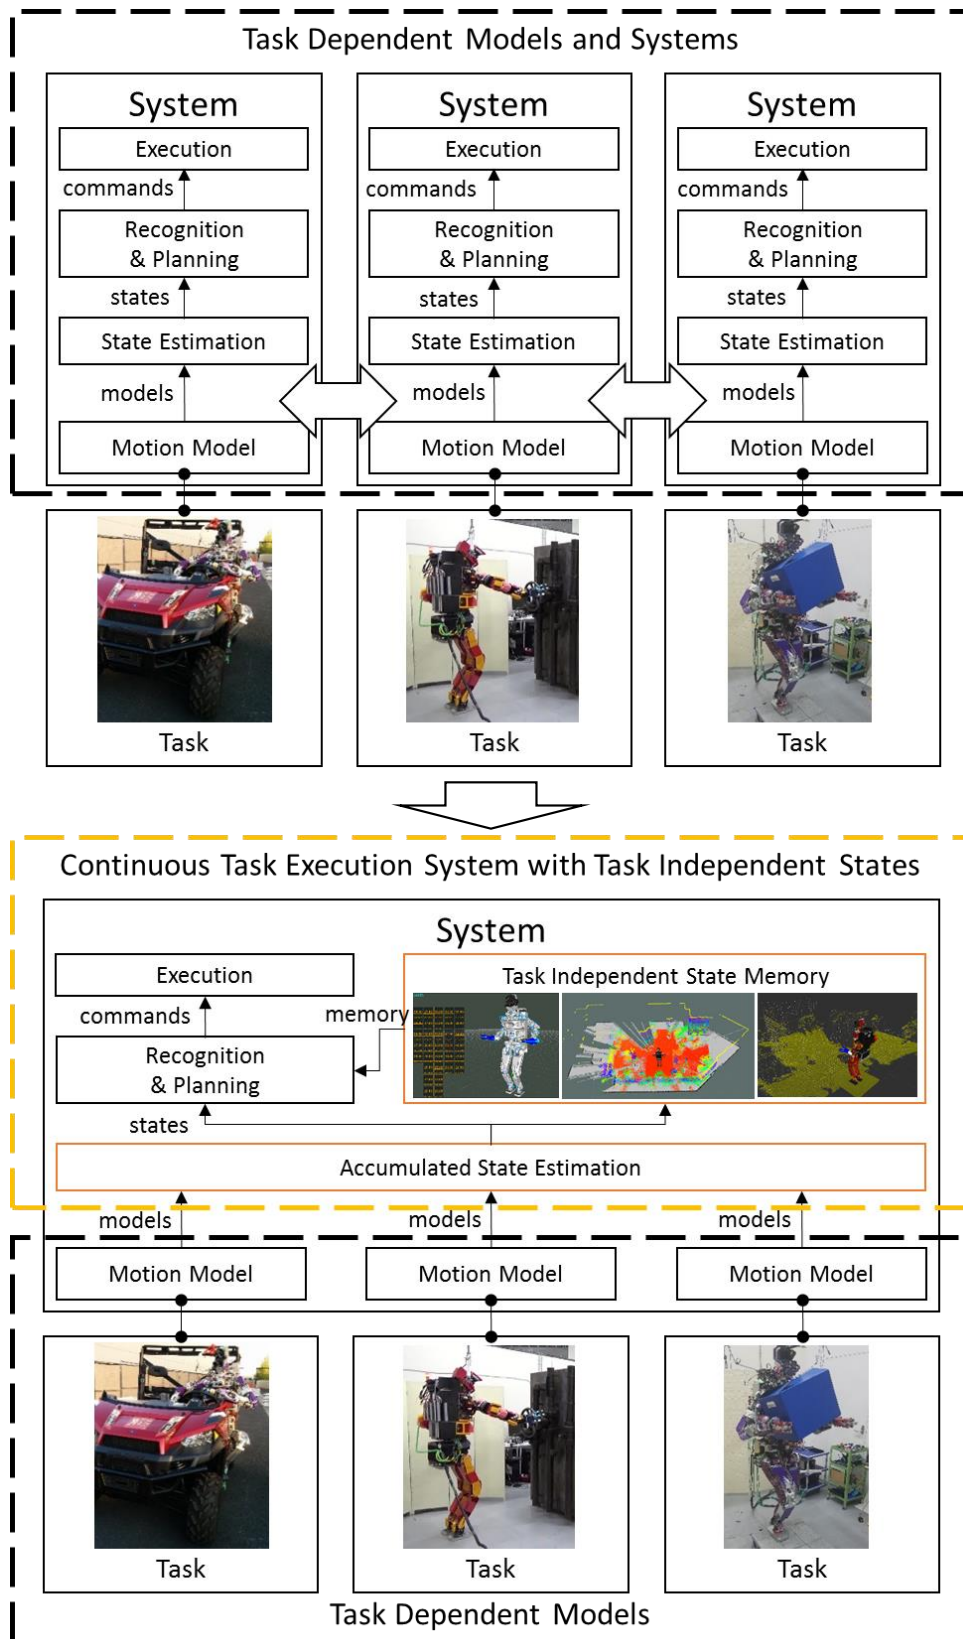 Task Dependent Models and Systems
System System System
Execution Execution Execution
commands commands commands
Recognition Recognition Recognition
& Planning & Planning & Planning
states states states
State Estimation State Estimation State Estimation
models models models
Motion Model Motion Model Motion Model
Task Task Task
Continuous Task Execution System with Task Independent States
System
Execution
Task Independent State Memory
commands
memory
Recognition
& Planning
states
Accumulated State Estimation
models models models
Motion Model Motion Model Motion Model
Task Task Task
Task Dependent Models